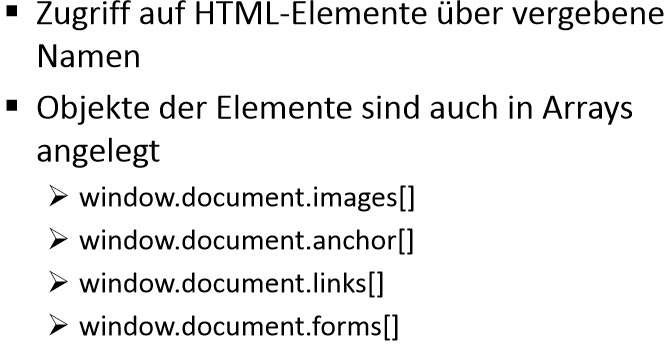 ▪ Zugriff auf HTML-Elemente über vergebene
Namen
▪ Objekte der Elemente sind auch in Arrays
angelegt
➢ window.document.images[]
➢ window.document.anchor[]
➢ window.document.links[]
➢ window.document.forms[]